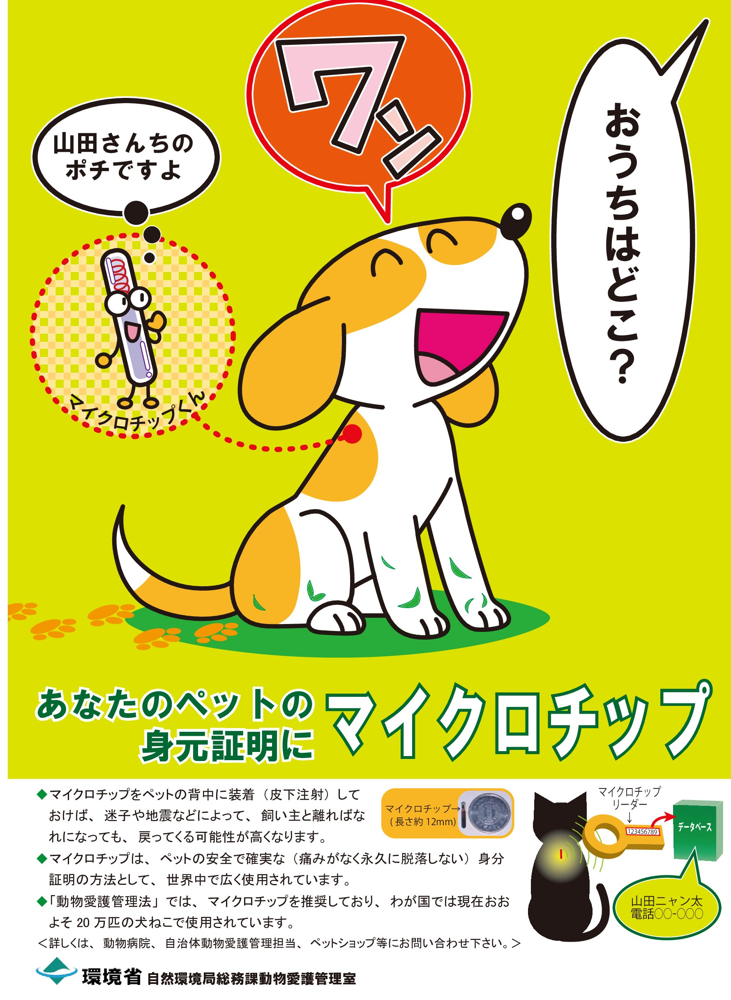 おうちはどこ?
ワン
山田さんちの
ポチですよ
マイクロチップくん
あなたのペットの
身元証明に
マイクロチップ
◆マイクロチップをペットの背中に装着（皮下注射）して
おけば、迷子や地震などによって、飼い主と離ればな
れになっても、戻ってくる可能性が高くなります。
◆マイクロチップは、ペットの安全で確実な（痛みがなく永久に脱落しない）身分
証明の方法として、世界中で広く使用されています。
◆「動物愛護管理法」では、マイクロチップを推奨しており、わが国では現在おお
よそ20万匹の犬ねこで使用されています。
＜詳しくは、動物病院、自治体動物愛護管理担当、ペットショップ等にお問い合わせ下さい。＞
マイクロチップ→
(長さ約12mm)
マイクロチップ
リーダー
↓
123456789
データベース
山田ニャン太
電話○○-○○○
環境省 自然環境局総務課動物愛護管理室